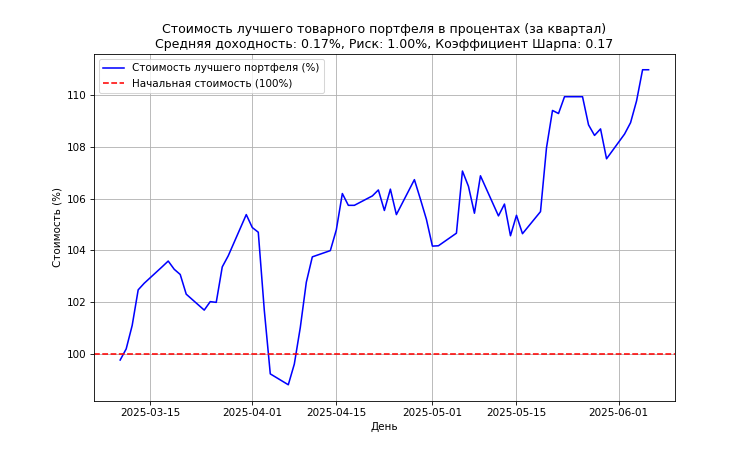 Стоимость лучшего товарного портфеля в процентах (за квартал)
Средняя доходность: 0.17%, Риск: 1.00%, Коэффициент Шарпа: 0.17
Стоимость лучшего портфеля (%)
Начальная стоимость (100%)
Стоимость (%)
110
108
106
104
102
100
2025-03-15
2025-04-01
2025-04-15
2025-05-01
2025-05-15
2025-06-01
День